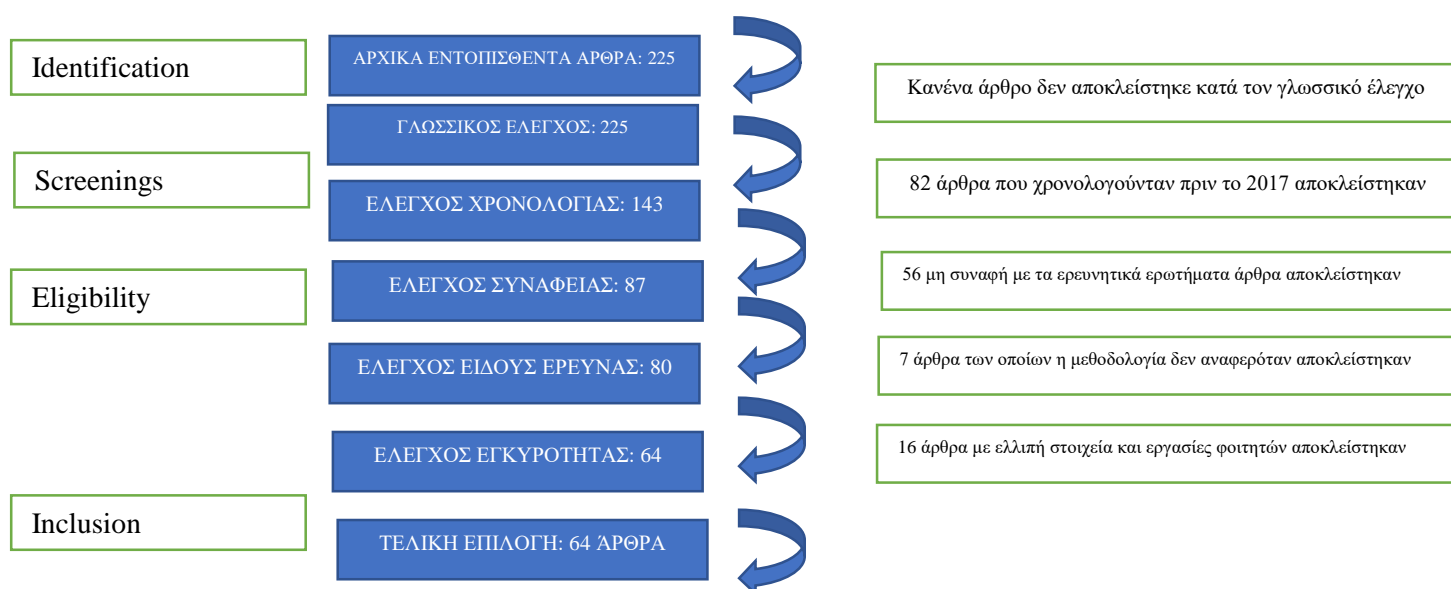 Identification
ΑΡΧΙΚΑ ΕΝΤΟΠΙΣΘΕΝΤΑ ΑΡΘΡΑ: 225
Κανένα άρθρο δεν αποκλείστηκε κατά τον γλωσσικό έλεγχο
ΓΛΩΣΣΙΚΟΣ ΕΛΕΓΧΟΣ: 225
Screenings
82 άρθρα που χρονολογούνταν πριν το 2017 αποκλείστηκαν
ΕΛΕΓΧΟΣ ΧΡΟΝΟΛΟΓΙΑΣ: 143
Eligibility
ΕΛΕΓΧΟΣ ΣΥΝΑΦΕΙΑΣ: 87
56 μη συναφή με τα ερευνητικά ερωτήματα άρθρα αποκλείστηκαν
ΕΛΕΓΧΟΣ ΕΙΔΟΥΣ ΕΡΕΥΝΑΣ: 80
7 άρθρα των οποίων η μεθοδολογία δεν αναφερόταν αποκλείστηκαν
ΕΛΕΓΧΟΣ ΕΓΚΥΡΟΤΗΤΑΣ: 64
16 άρθρα με ελλιπή στοιχεία και εργασίες φοιτητών αποκλείστηκαν
Inclusion
ΤΕΛΙΚΗ ΕΠΙΛΟΓΗ: 64 ΆΡΘΡΑ